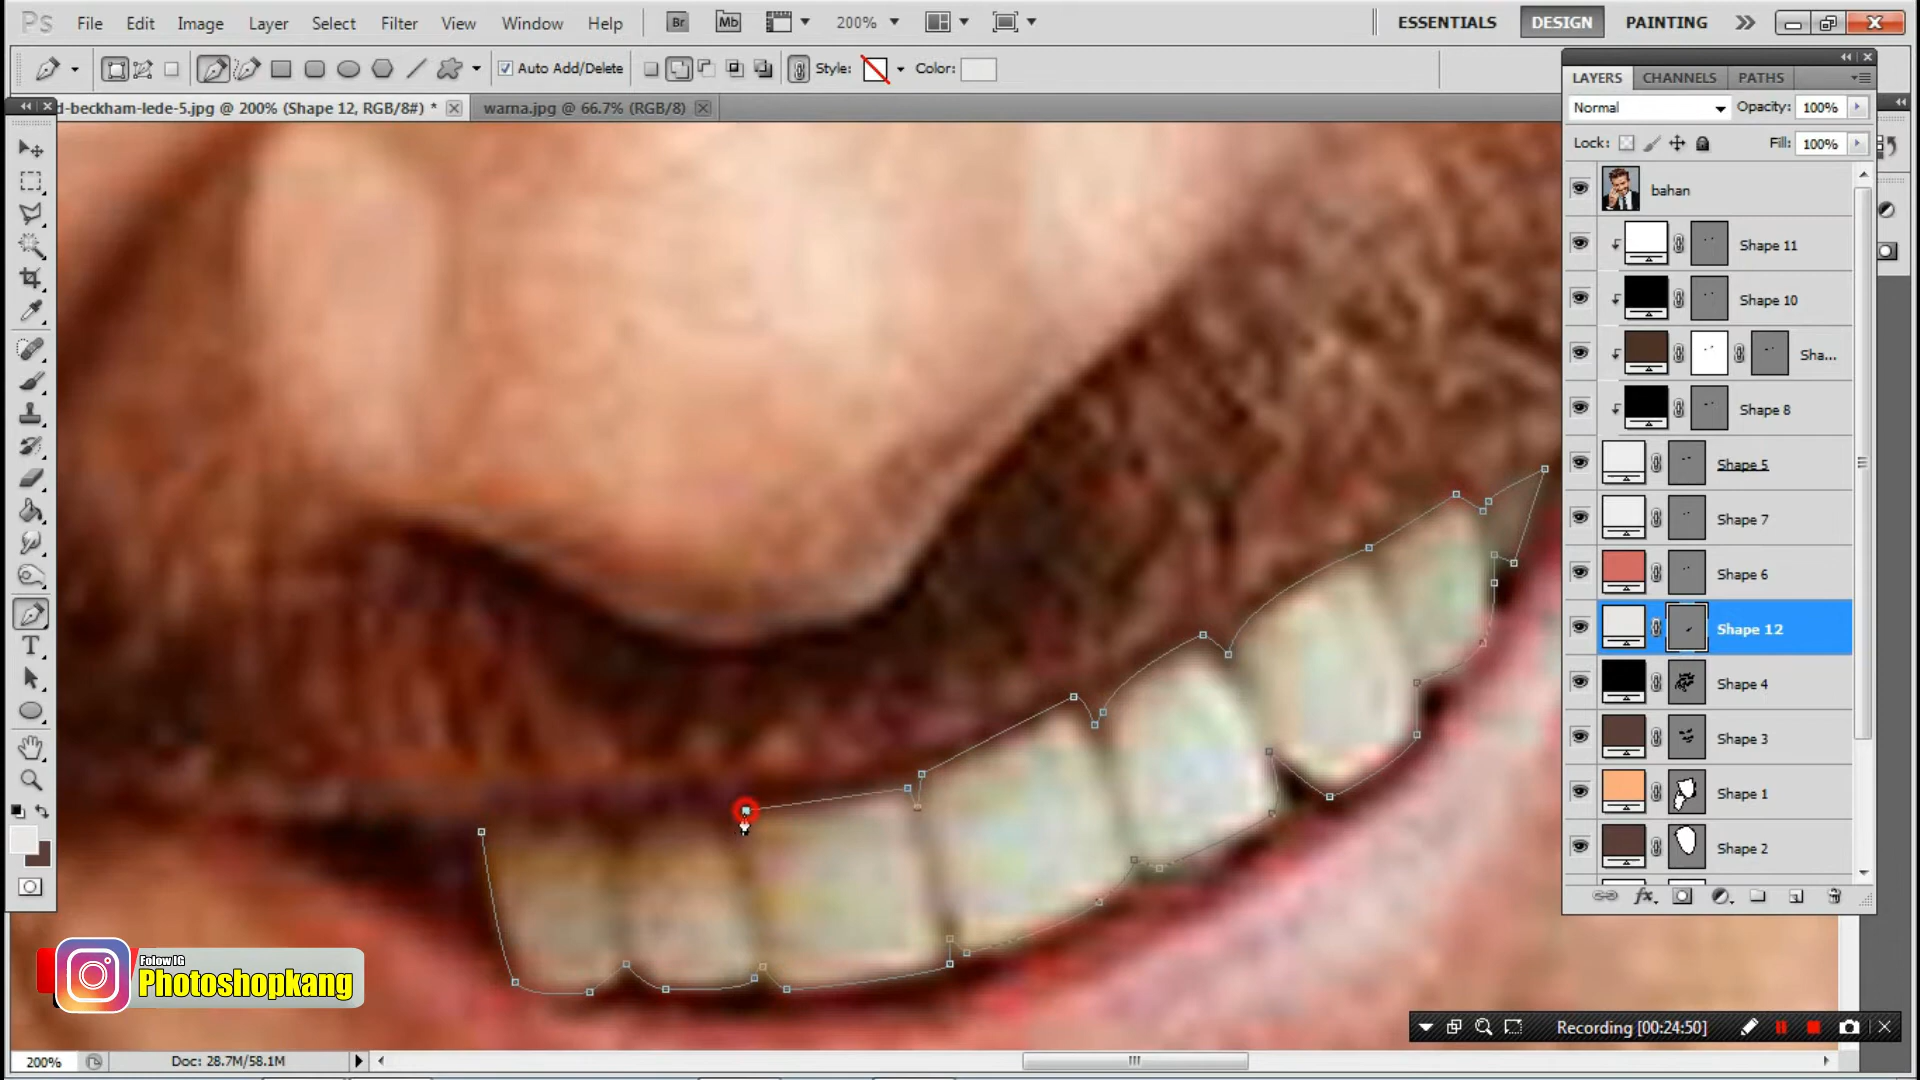 Ps File Edit Image Layer Select Filter View Window Help Br Mb 200% ESSENTIALS DESIGN PAINTING
Auto Add/Delete Style: Color:
d-beckham-lede-5.jpg @ 200% (Shape 12, RGB/8#) * warna.jpg @ 66.7% (RGB/8)
LAYERS CHANNELS PATHS
Normal Opacity: 100%
Lock: Fill: 100%
bahan
Shape 11
Shape 10
Sha...
Shape 8
Shape 5
Shape 7
Shape 6
Shape 12
Shape 4
Shape 3
Shape 1
Shape 2
T
fx
Folow IG
Photoshopkang
Recording [00:24:50]
200% Doc: 28.7M/58.1M